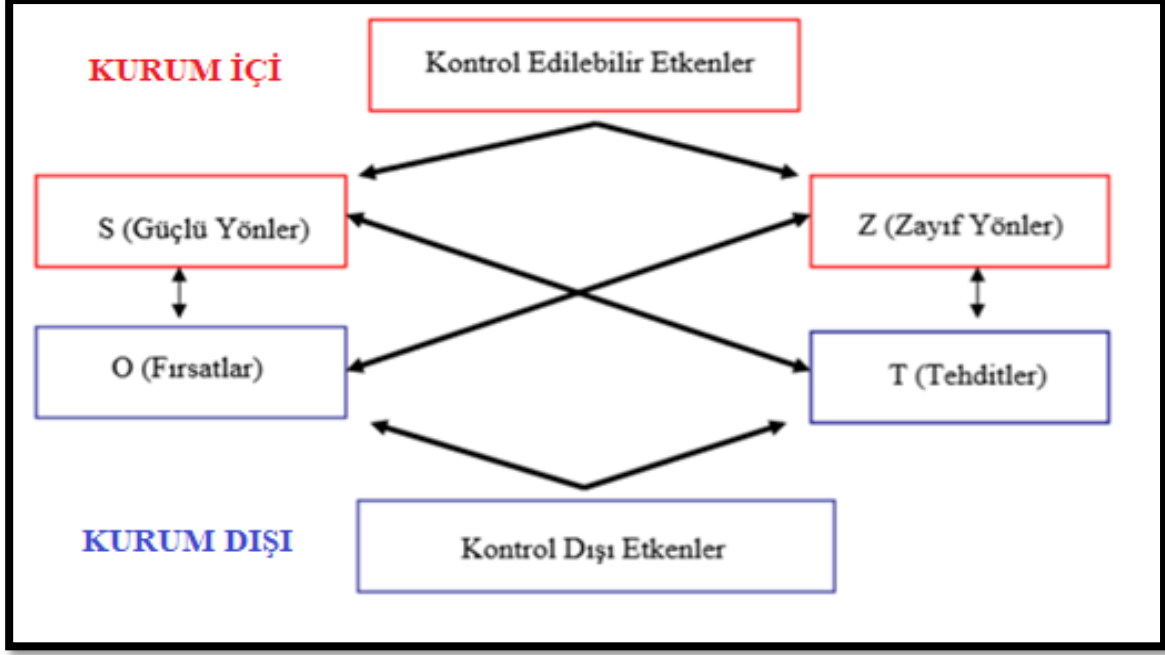 KURUM İÇİ
Kontrol Edilebilir Etkenler
S (Güçlü Yönler)
Z (Zayıf Yönler)
O (Fırsatlar)
T (Tehditler)
KURUM DIŞI
Kontrol Dışı Etkenler